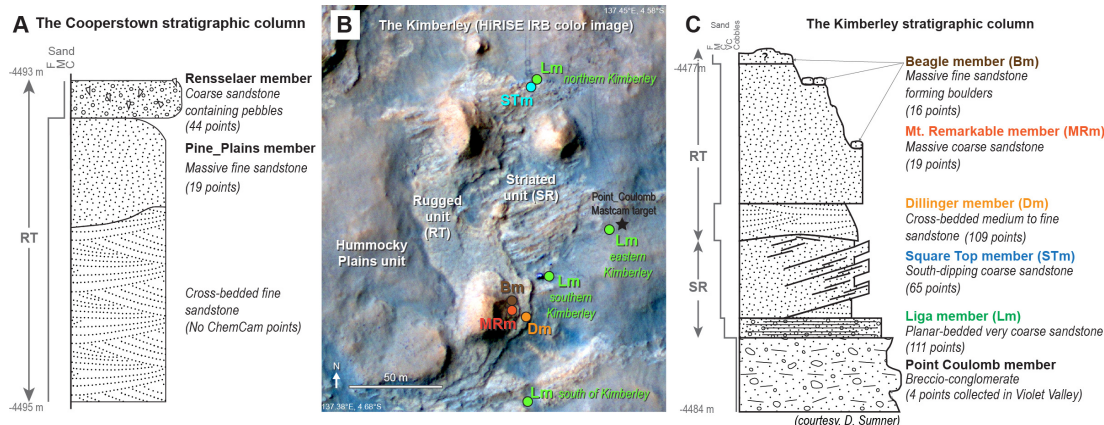 A The Cooperstown stratigraphic column
Sand
F
M
C
-4493 m
RT
-4495 m
Rensselaer member
Coarse sandstone
containing pebbles
(44 points)
Pine_Plains member
Massive fine sandstone
(19 points)
Cross-bedded fine
sandstone
(No ChemCam points)
B The Kimberley (HiRISE IRB color image)
137.45°E, 4.58°S
Lm
northern Kimberley
STm
Striated
unit (SR)
Rugged
unit
(RT)
Point_Coulomb
Mastcam target
Hummocky
Plains unit
Lm
eastern
Kimberley
Lm
southern
Kimberley
Bm
MRm
Dm
N
50 m
Lm south of Kimberley
137.38°E, 4.68°S
C The Kimberley stratigraphic column
Sand
F
M
C
VC
Cobbles
-4477m
RT
SR
-4484 m
Beagle member (Bm)
Massive fine sandstone
forming boulders
(16 points)
Mt. Remarkable member (MRm)
Massive coarse sandstone
(19 points)
Dillinger member (Dm)
Cross-bedded medium to fine
sandstone (109 points)
Square Top member (STm)
South-dipping coarse sandstone
(65 points)
Liga member (Lm)
Planar-bedded very coarse sandstone
(111 points)
Point Coulomb member
Breccio-conglomerate
(4 points collected in Violet Valley)
(courtesy, D. Sumner)